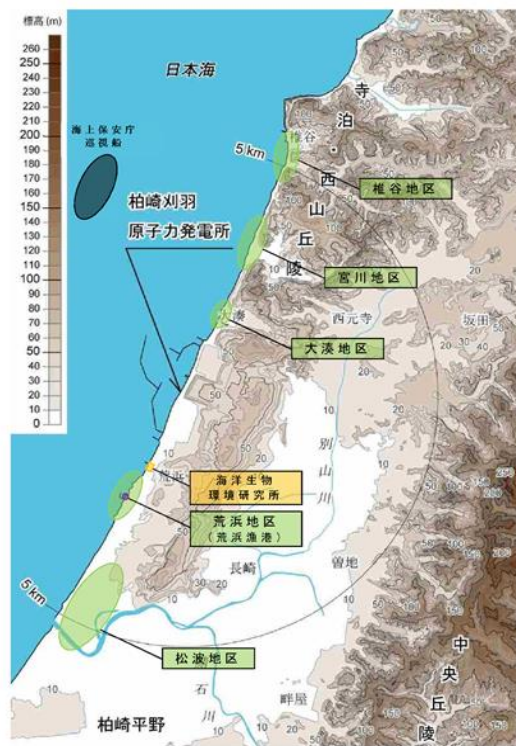 標高 (m)
260
250
240
230
220
210
200
190
180
170
160
150
140
130
120
110
100
90
80
70
60
50
40
30
20
10
0
日本海
海上保安庁
巡視船
5 km
柏崎刈羽
原子力発電所
寺
泊
西
山
丘
陵
椎谷
椎谷地区
宮川地区
大湊
大湊地区
西元寺
坂田
別山川
荒浜
海洋生物
環境研究所
荒浜地区
(荒浜漁港)
長崎
曽地
5 km
松波地区
石川
畔屋
柏崎平野
中
央
丘
陵